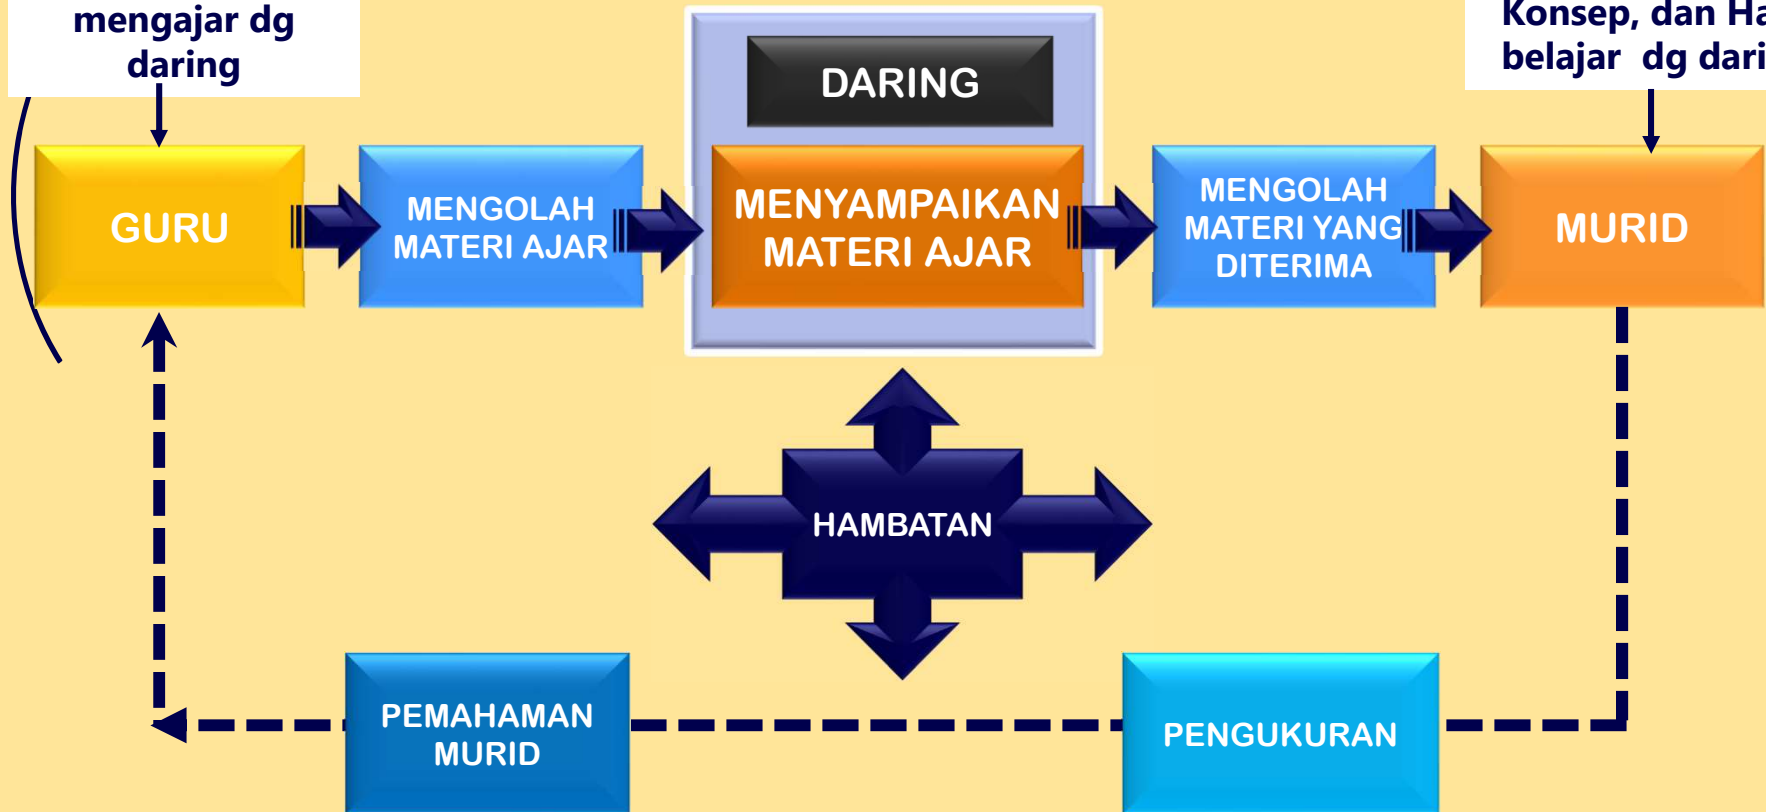 mengajar dg
daring
Konsep, dan Ha
belajar dg dari
DARING
GURU
MENGOLAH
MATERI AJAR
MENYAMPAIKAN
MATERI AJAR
MENGOLAH
MATERI YANG
DITERIMA
MURID
HAMBATAN
PEMAHAMAN
MURID
PENGUKURAN